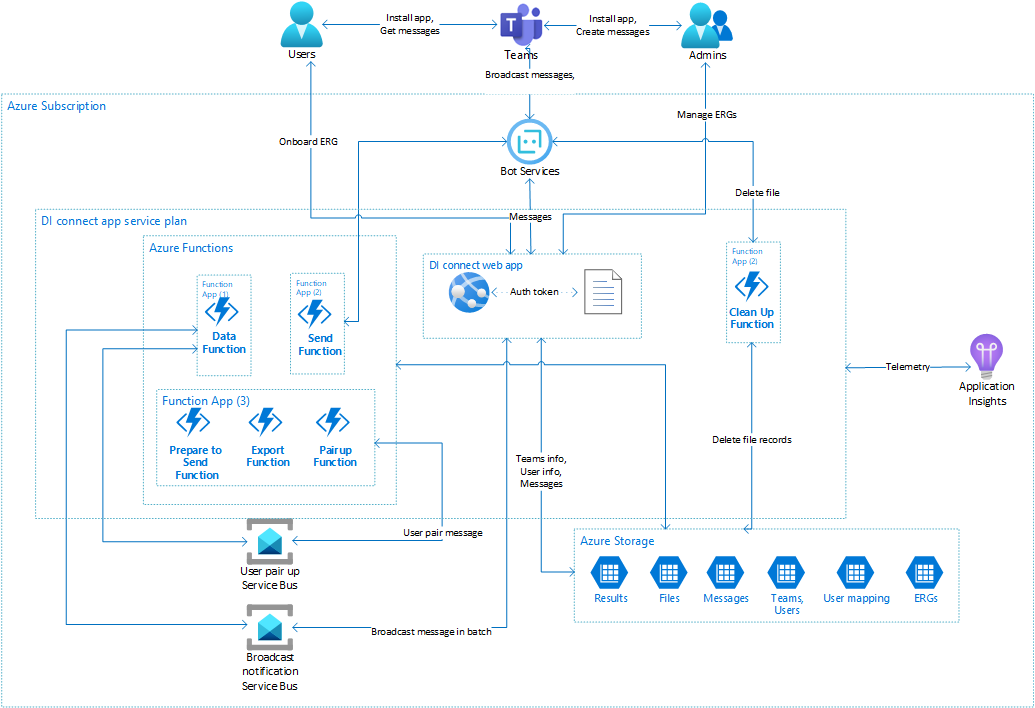 Install app,
Get messages
Install app,
Create messages
Users
Teams
Admins
Broadcast messages,
Azure Subscription
Manage ERGs
Onboard ERG
Bot Services
Delete file
DI connect app service plan
Messages
Azure Functions
DI connect web app
Auth token
Function
App (1)
Data
Function
Function
App (2)
Send
Function
Function
App (2)
Clean Up
Function
Telemetry
Application
Insights
Function App (3)
Prepare to
Send
Function
Export
Function
Pairup
Function
Delete file records
Teams info,
User info,
Messages
User pair message
User pair up
Service Bus
Azure Storage
Results
Files
Messages
Teams,
Users
User mapping
ERGs
Broadcast message in batch
Broadcast
notification
Service Bus